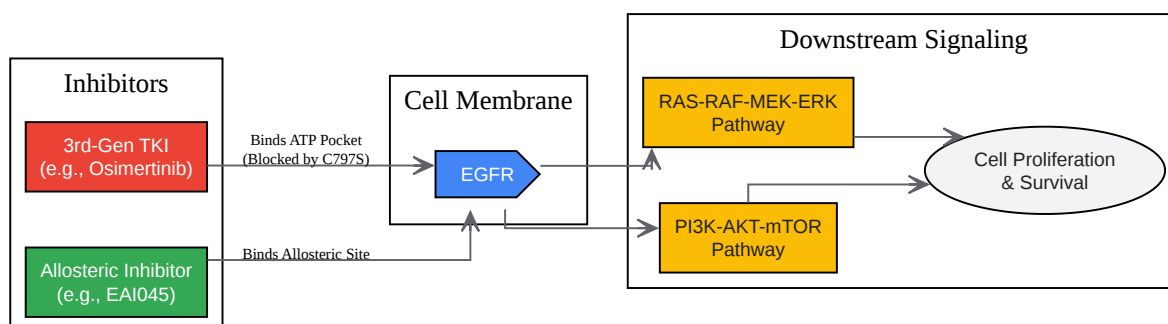 Inhibitors
3rd-Gen TKI
(e.g., Osimertinib)
Allosteric Inhibitor
(e.g., EAI045)
Binds ATP Pocket
(Blocked by C797S)
Binds Allosteric Site
Cell Membrane
EGFR
Downstream Signaling
RAS-RAF-MEK-ERK
Pathway
PI3K-AKT-mTOR
Pathway
Cell Proliferation
& Survival